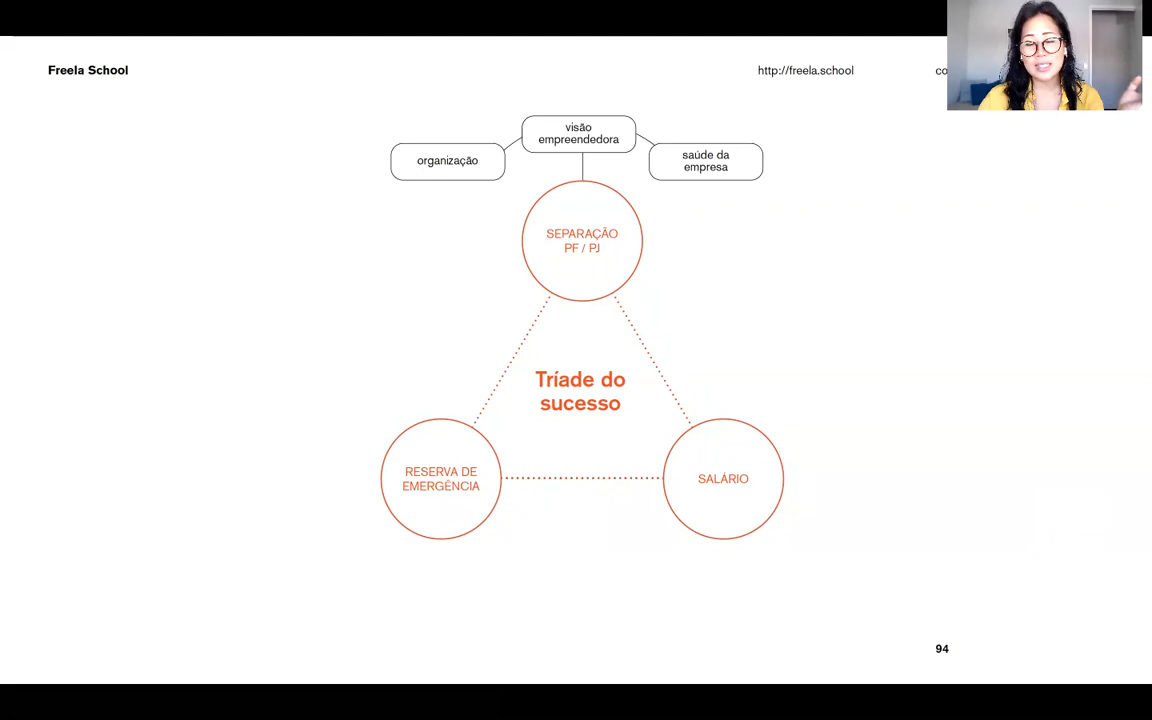 Freela School
http://freela.school
co
visão
empreendedora
organização
saúde da
empresa
SEPARAÇÃO
PF / PJ
Tríade do
sucesso
RESERVA DE
EMERGÊNCIA
SALÁRIO
94